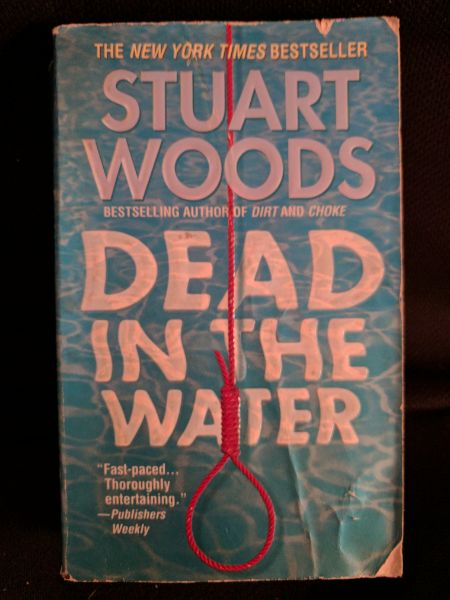 THE NEW YORK TIMES BESTSELLER
STUART
WOODS
BESTSELLING AUTHOR OF DIRT AND CHOKE
DEAD
IN THE
WATER
"Fast-paced...
Thoroughly
entertaining."
—Publishers
Weekly